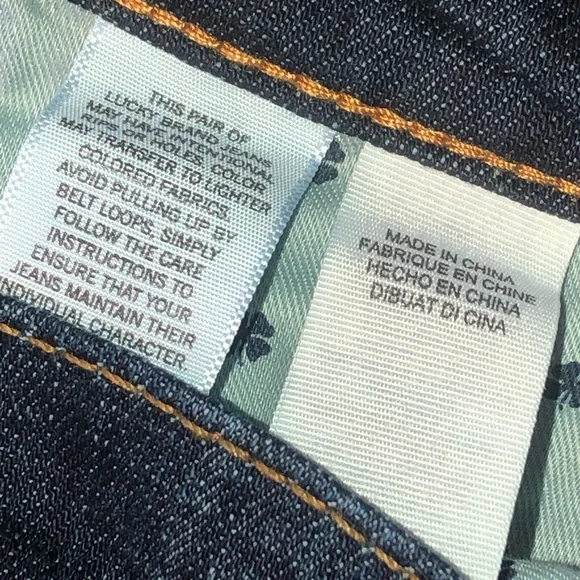 THIS PAIR OF
LUCKY BRAND JEANS
MAY HAVE INTENTIONAL
RIPS OR HOLES, COLOR
MAY TRANSFER TO LIGHTER
COLORED FABRICS.
AVOID PULLING UP BY
BELT LOOPS, SIMPLY
FOLLOW THE CARE
INSTRUCTIONS TO
ENSURE THAT YOUR
JEANS MAINTAIN THEIR
INDIVIDUAL CHARACTER
MADE IN CHINA
FABRIQUE EN CHINE
HECHO EN CHINA
DIBUAT DI CINA